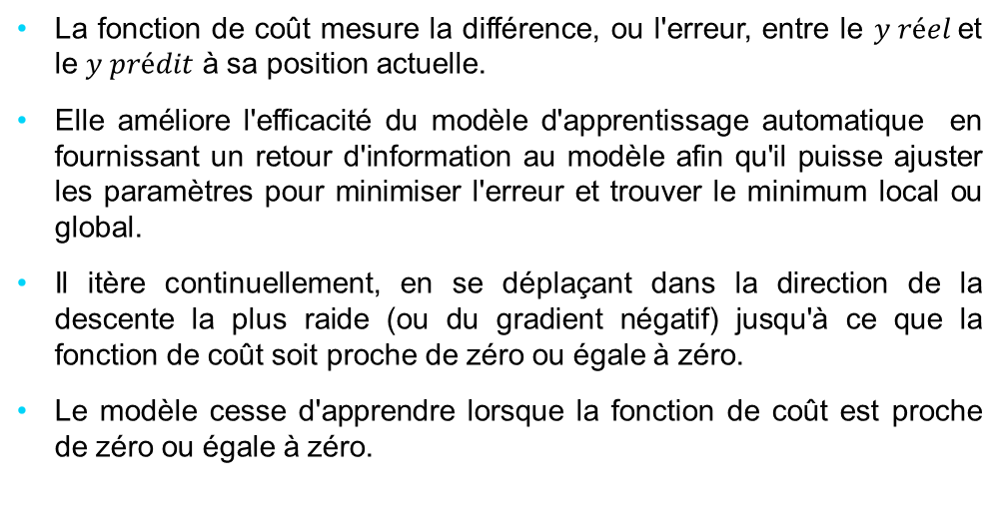 • La fonction de coût mesure la différence, ou l'erreur, entre le y réel et
le y prédit à sa position actuelle.
• Elle améliore l'efficacité du modèle d'apprentissage automatique en
fournissant un retour d'information au modèle afin qu'il puisse ajuster
les paramètres pour minimiser l'erreur et trouver le minimum local ou
global.
• Il itère continuellement, en se déplaçant dans la direction de la
descente la plus raide (ou du gradient négatif) jusqu'à ce que la
fonction de coût soit proche de zéro ou égale à zéro.
• Le modèle cesse d'apprendre lorsque la fonction de coût est proche
de zéro ou égale à zéro.